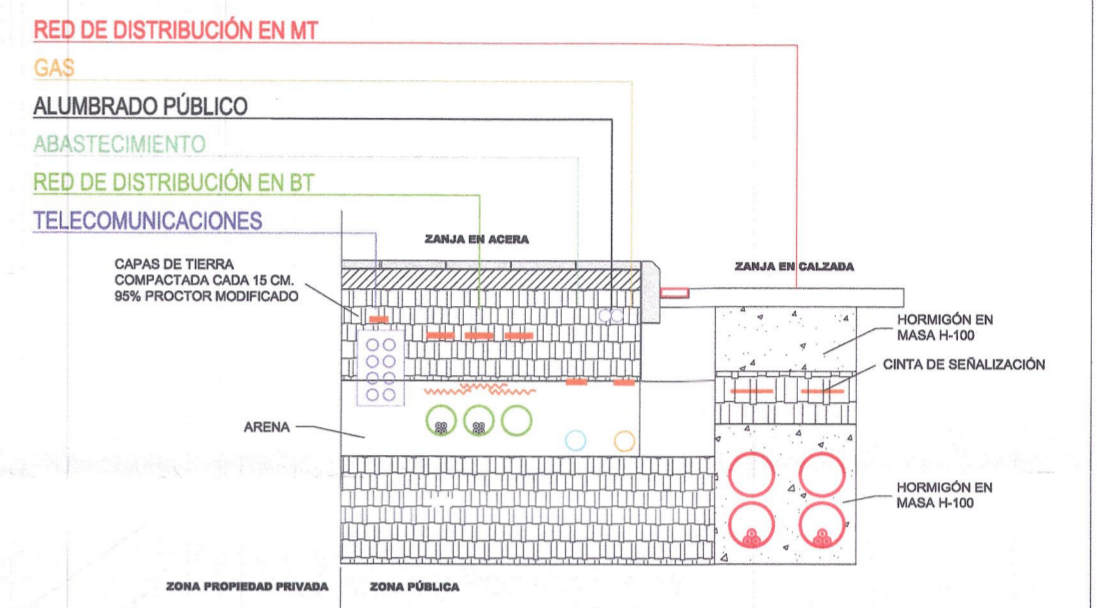 RED DE DISTRIBUCIÓN EN MT
GAS
ALUMBRADO PÚBLICO
ABASTECIMIENTO
RED DE DISTRIBUCIÓN EN BT
TELECOMUNICACIONES
ZANJA EN ACERA
ZANJA EN CALZADA
CAPAS DE TIERRA
COMPACTADA CADA 15 CM.
95% PROCTOR MODIFICADO
HORMIGÓN EN
MASA H-100
CINTA DE SEÑALIZACIÓN
ARENA
HORMIGÓN EN
MASA H-100
ZONA PROPIEDAD PRIVADA
ZONA PÚBLICA